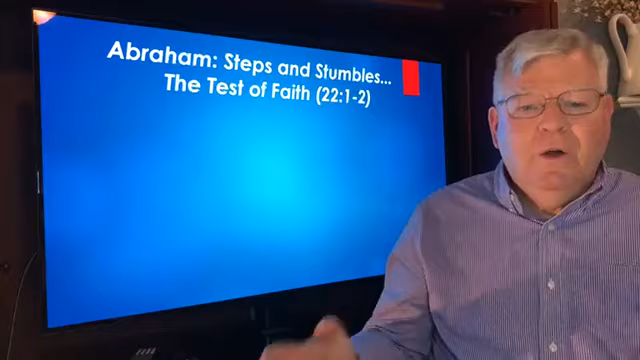 Abraham: Steps and Stumbles...
The Test of Faith (22:1-2)